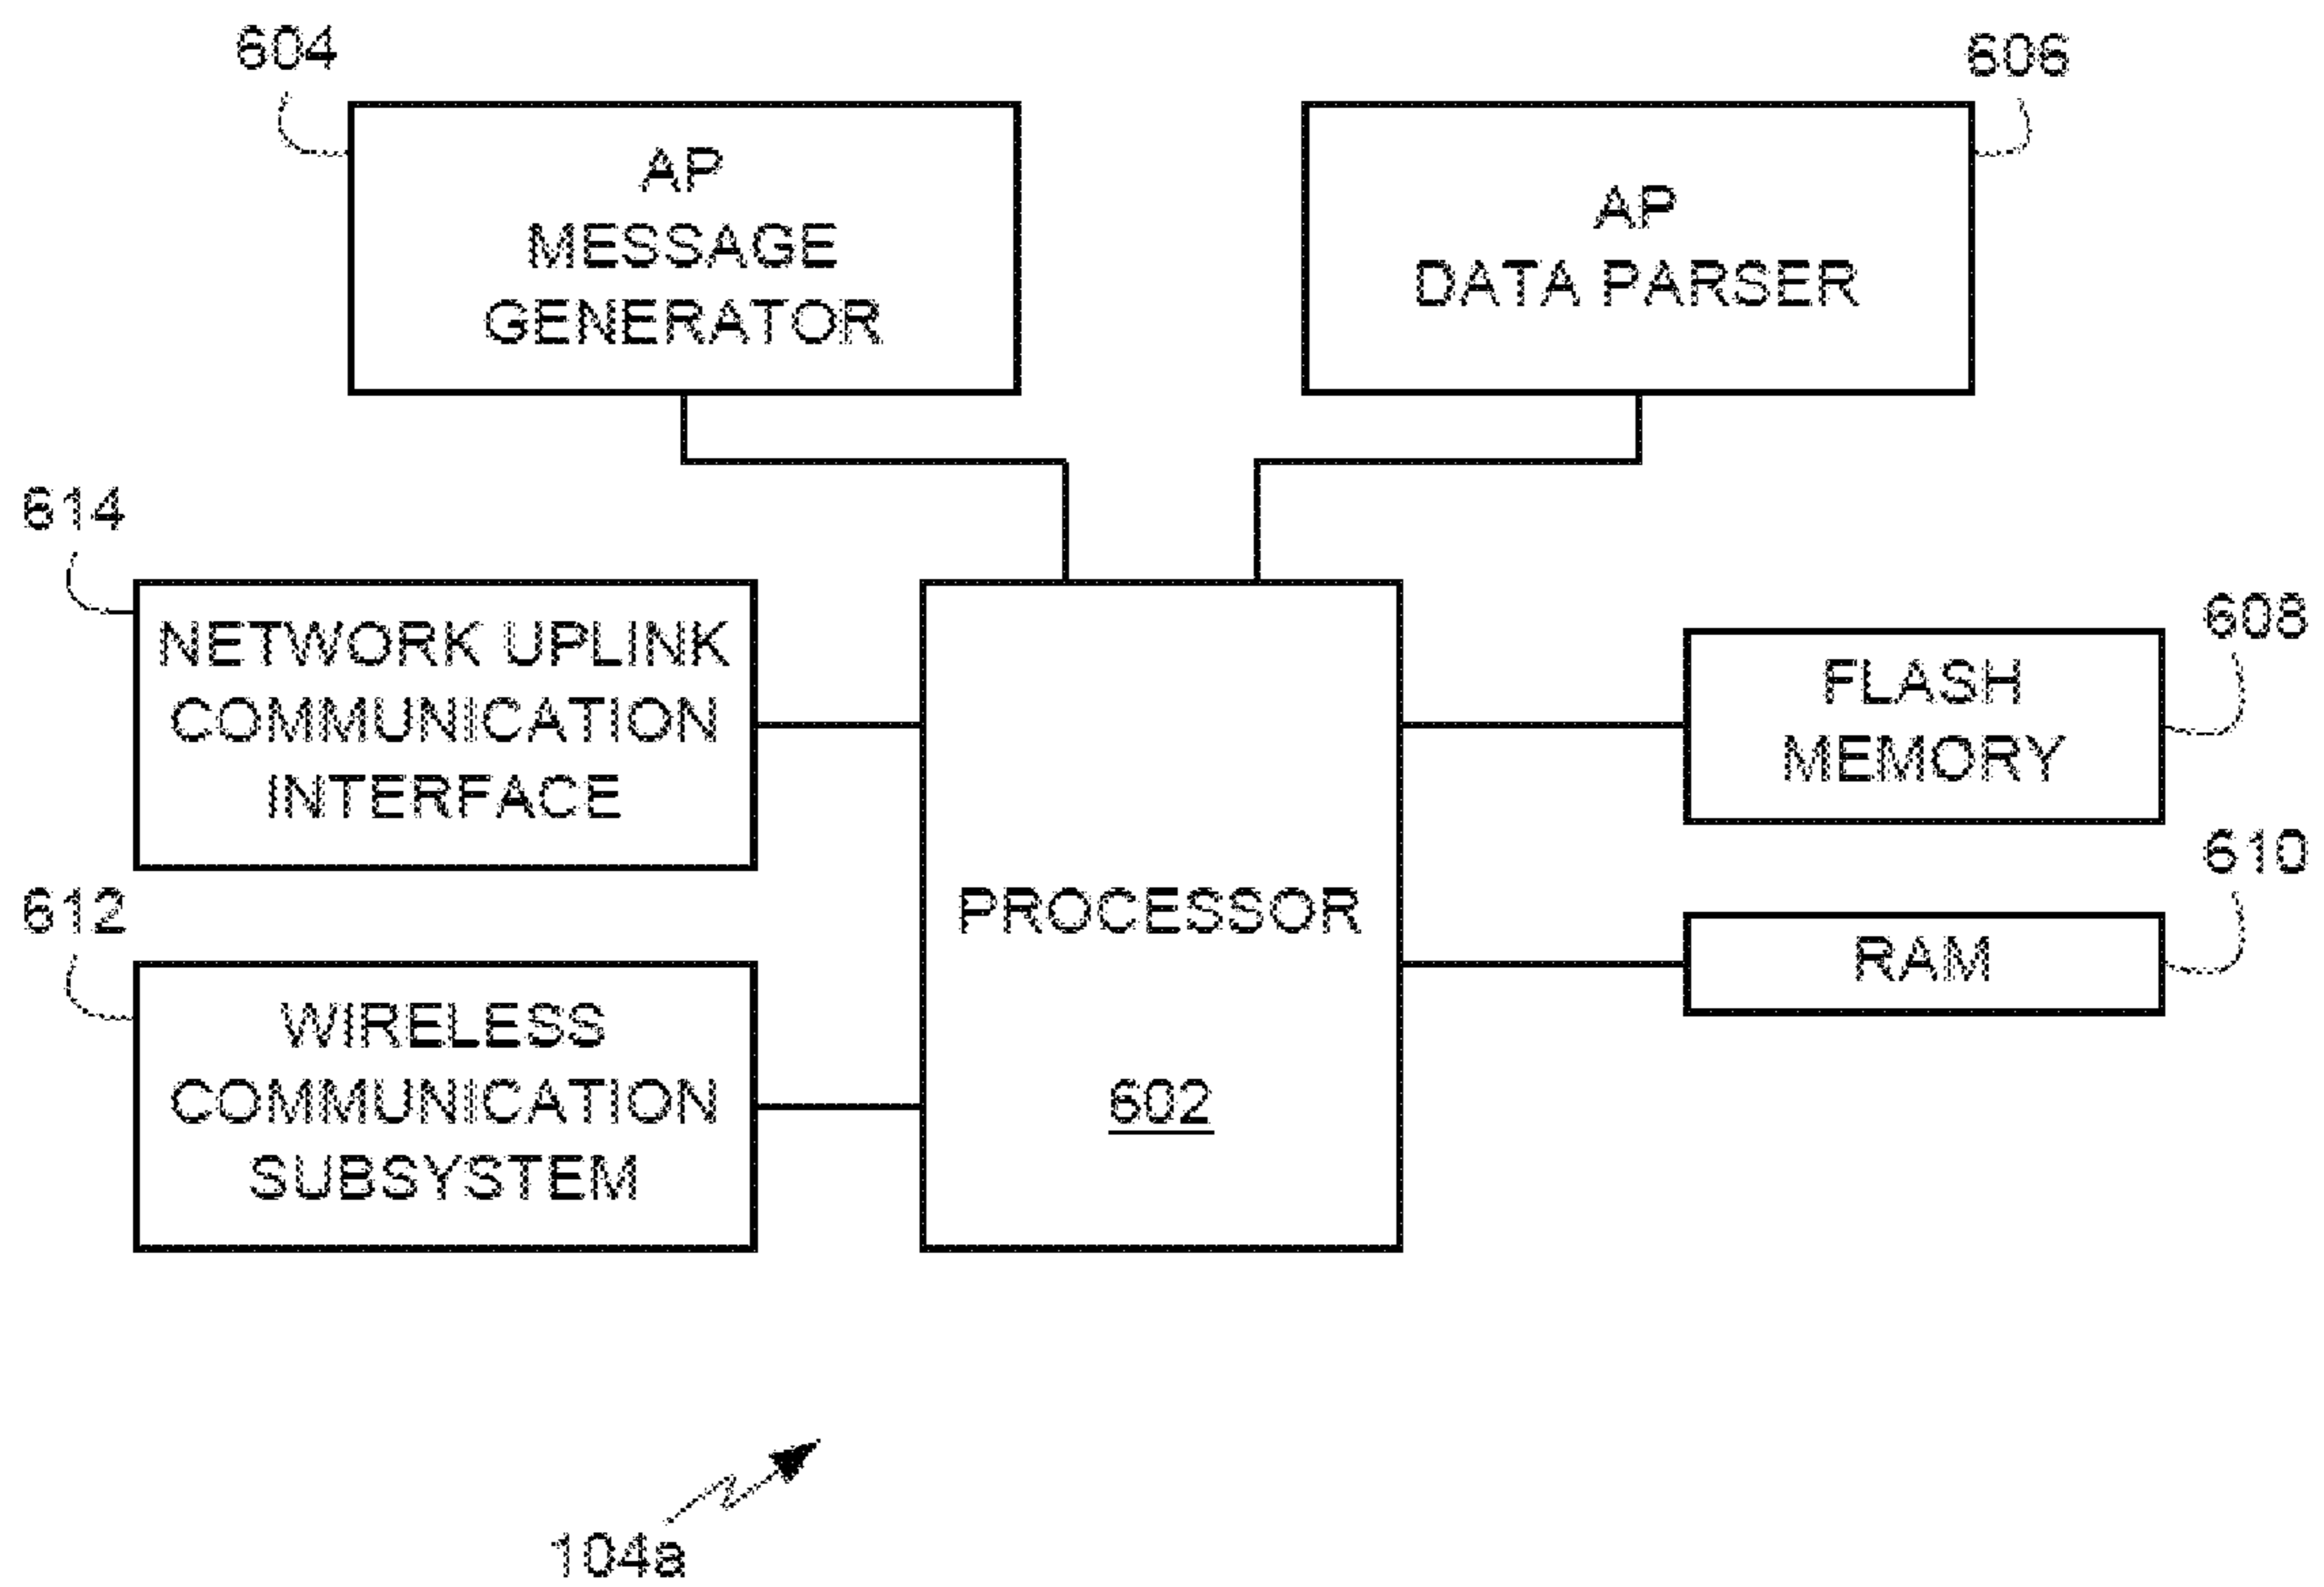 604
606
AP
MESSAGE
GENERATOR
AP
DATA PARSER
614
NETWORK UPLINK
COMMUNICATION
INTERFACE
608
FLASH
MEMORY
612
WIRELESS
COMMUNICATION
SUBSYSTEM
PROCESSOR
602
610
RAM
104a